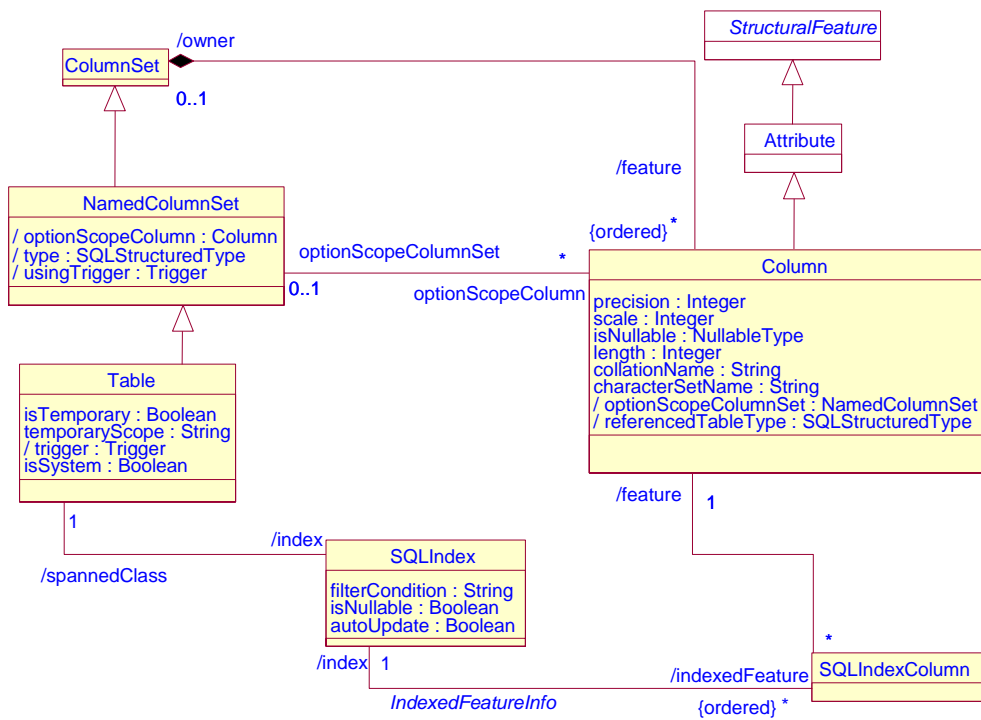 /owner
StructuralFeature
ColumnSet
0..1
Attribute
/feature
NamedColumnSet
/ optionScopeColumn : Column
/ type : SQLStructuredType
/ usingTrigger : Trigger
{ordered} *
optionScopeColumnSet
*
0..1
optionScopeColumn
Column
precision : Integer
scale : Integer
isNullable : NullableType
length : Integer
collationName : String
characterSetName : String
/ optionScopeColumnSet : NamedColumnSet
/ referencedTableType : SQLStructuredType
Table
isTemporary : Boolean
temporaryScope : String
/ trigger : Trigger
isSystem : Boolean
/feature
1
1
/index
/spannedClass
SQLIndex
filterCondition : String
isNullable : Boolean
autoUpdate : Boolean
*
/index
1
/indexedFeature
SQLIndexColumn
IndexedFeatureInfo
{ordered} *